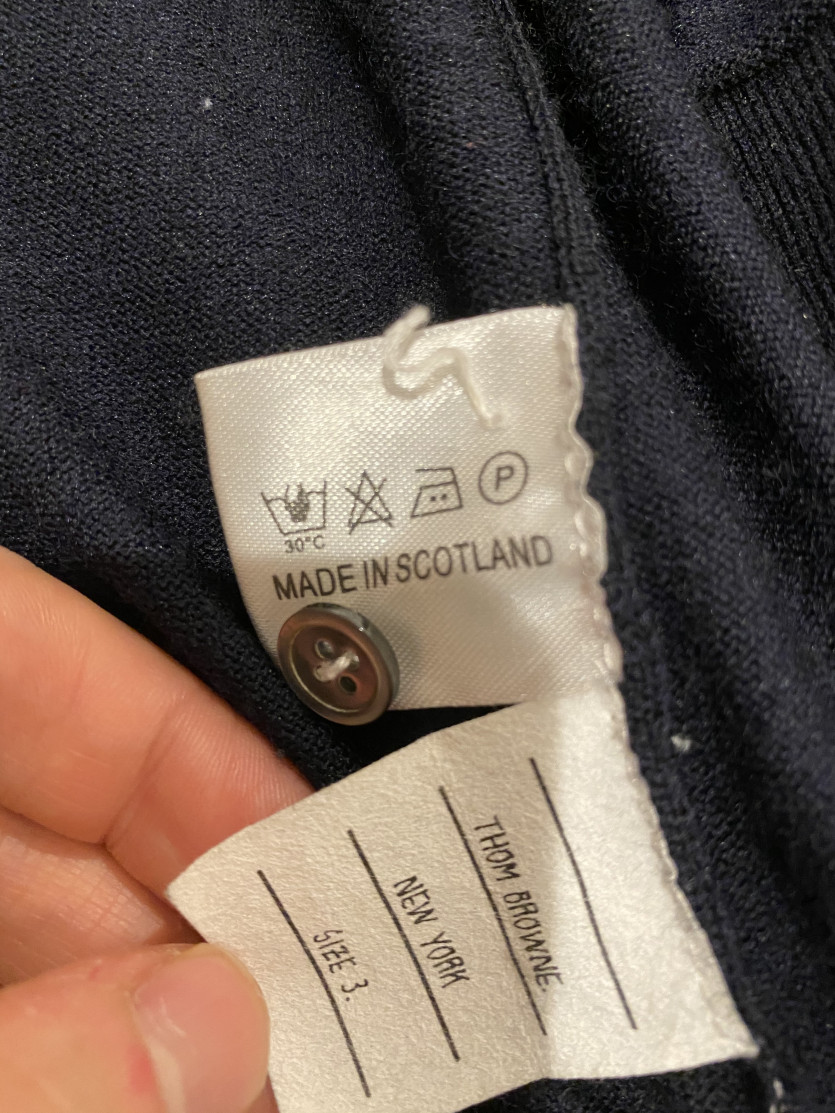 P
30°C
MADE IN SCOTLAND
THOM BROWNE.
NEW YORK
SIZE 3.